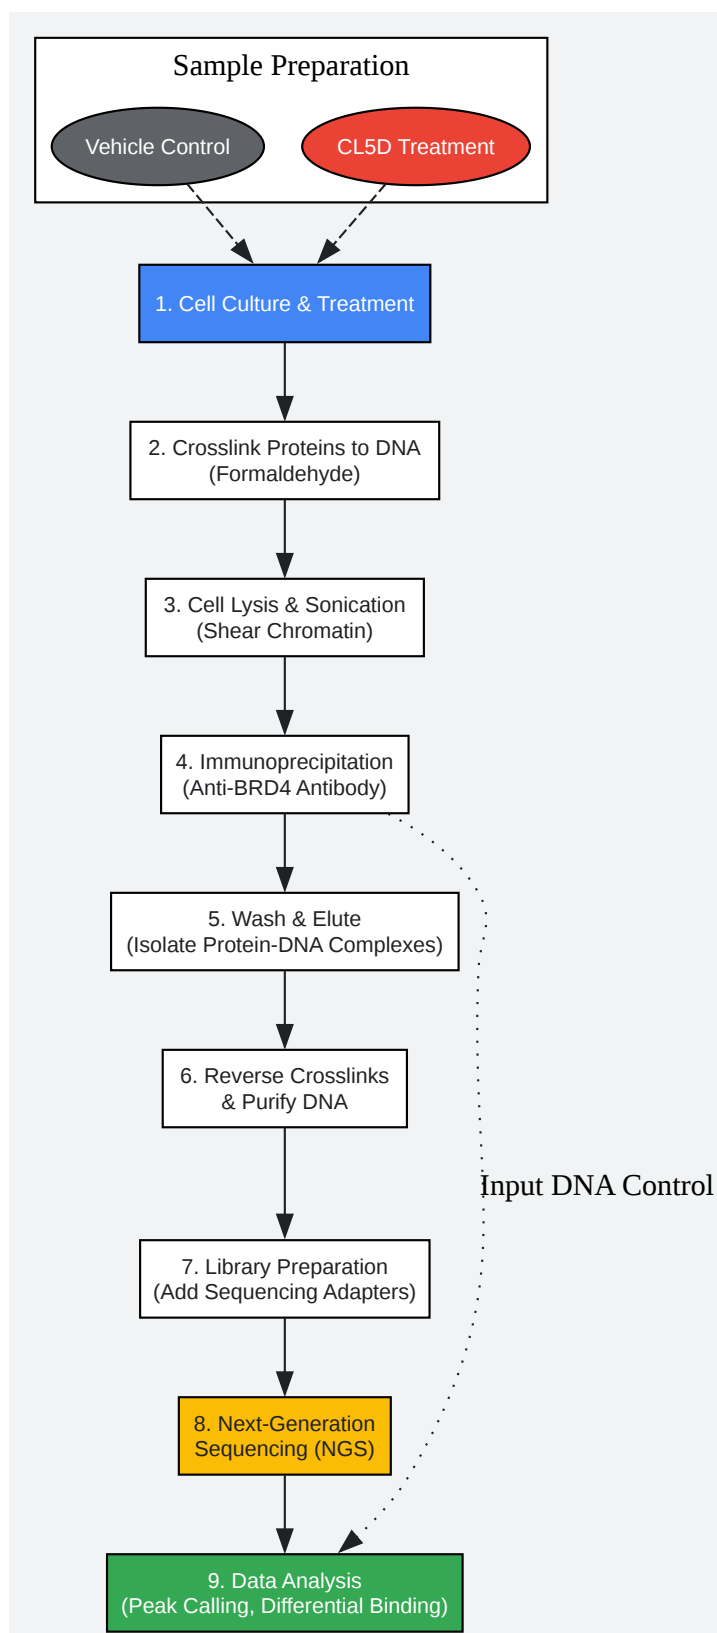 Sample Preparation
Vehicle Control
CL5D Treatment
1. Cell Culture & Treatment
2. Crosslink Proteins to DNA
(Formaldehyde)
3. Cell Lysis & Sonication
(Shear Chromatin)
4. Immunoprecipitation
(Anti-BRD4 Antibody)
5. Wash & Elute
(Isolate Protein-DNA Complexes)
6. Reverse Crosslinks
& Purify DNA
Input DNA Control
7. Library Preparation
(Add Sequencing Adapters)
8. Next-Generation
Sequencing (NGS)
9. Data Analysis
(Peak Calling, Differential Binding)